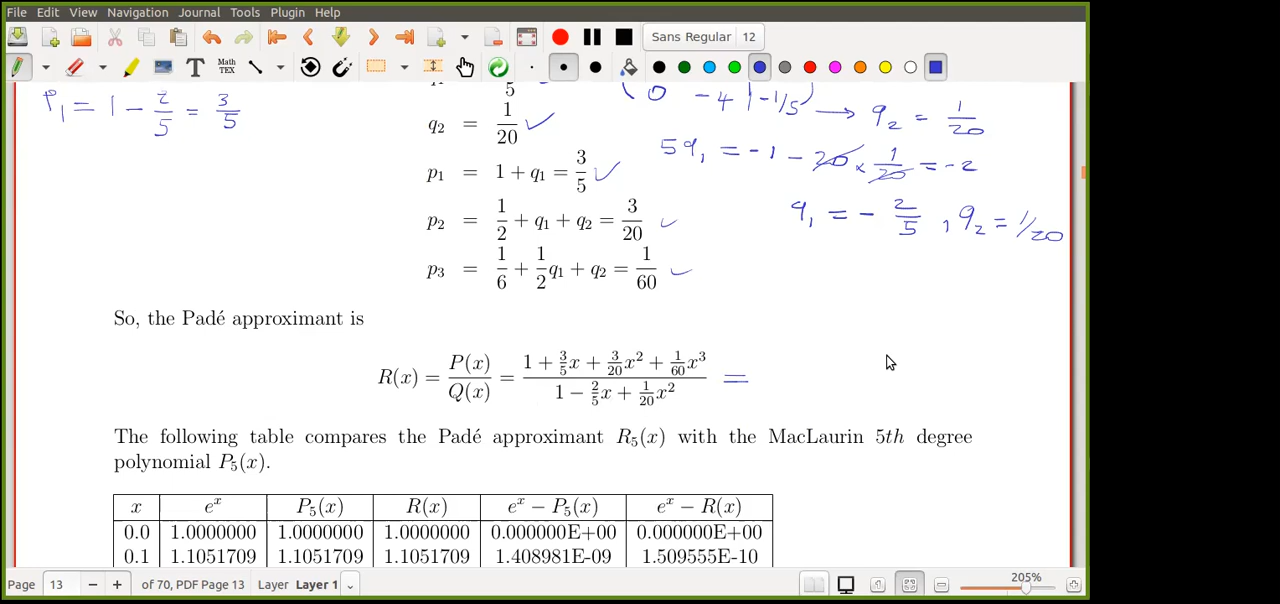 File Edit View Navigation Journal Tools Plugin Help
Sans Regular 12
T Math TEX
p₁ = 1 − 2/5 = 3/5
5
(0 −4 | −1/5) → q₂ = 1/20
q₂ = 1/20 ✓
5q₁ = −1 − 20 × 1/20 = −2
p₁ = 1 + q₁ = 3/5 ✓
q₁ = − 2/5 , q₂ = 1/20
p₂ = 1/2 + q₁ + q₂ = 3/20 ✓
p₃ = 1/6 + 1/2 q₁ + q₂ = 1/60 ✓
So, the Padé approximant is
R(x) = P(x)/Q(x) = (1 + 3/5 x + 3/20 x² + 1/60 x³)/(1 − 2/5 x + 1/20 x²) =
The following table compares the Padé approximant R₅(x) with the MacLaurin 5th degree
polynomial P₅(x).
x eˣ P₅(x) R(x) eˣ − P₅(x) eˣ − R(x)
0.0 1.0000000 1.0000000 1.0000000 0.000000E+00 0.000000E+00
0.1 1.1051709 1.1051709 1.1051709 1.408981E-09 1.509555E-10
Page 13 − + of 70, PDF Page 13 Layer Layer 1 205%